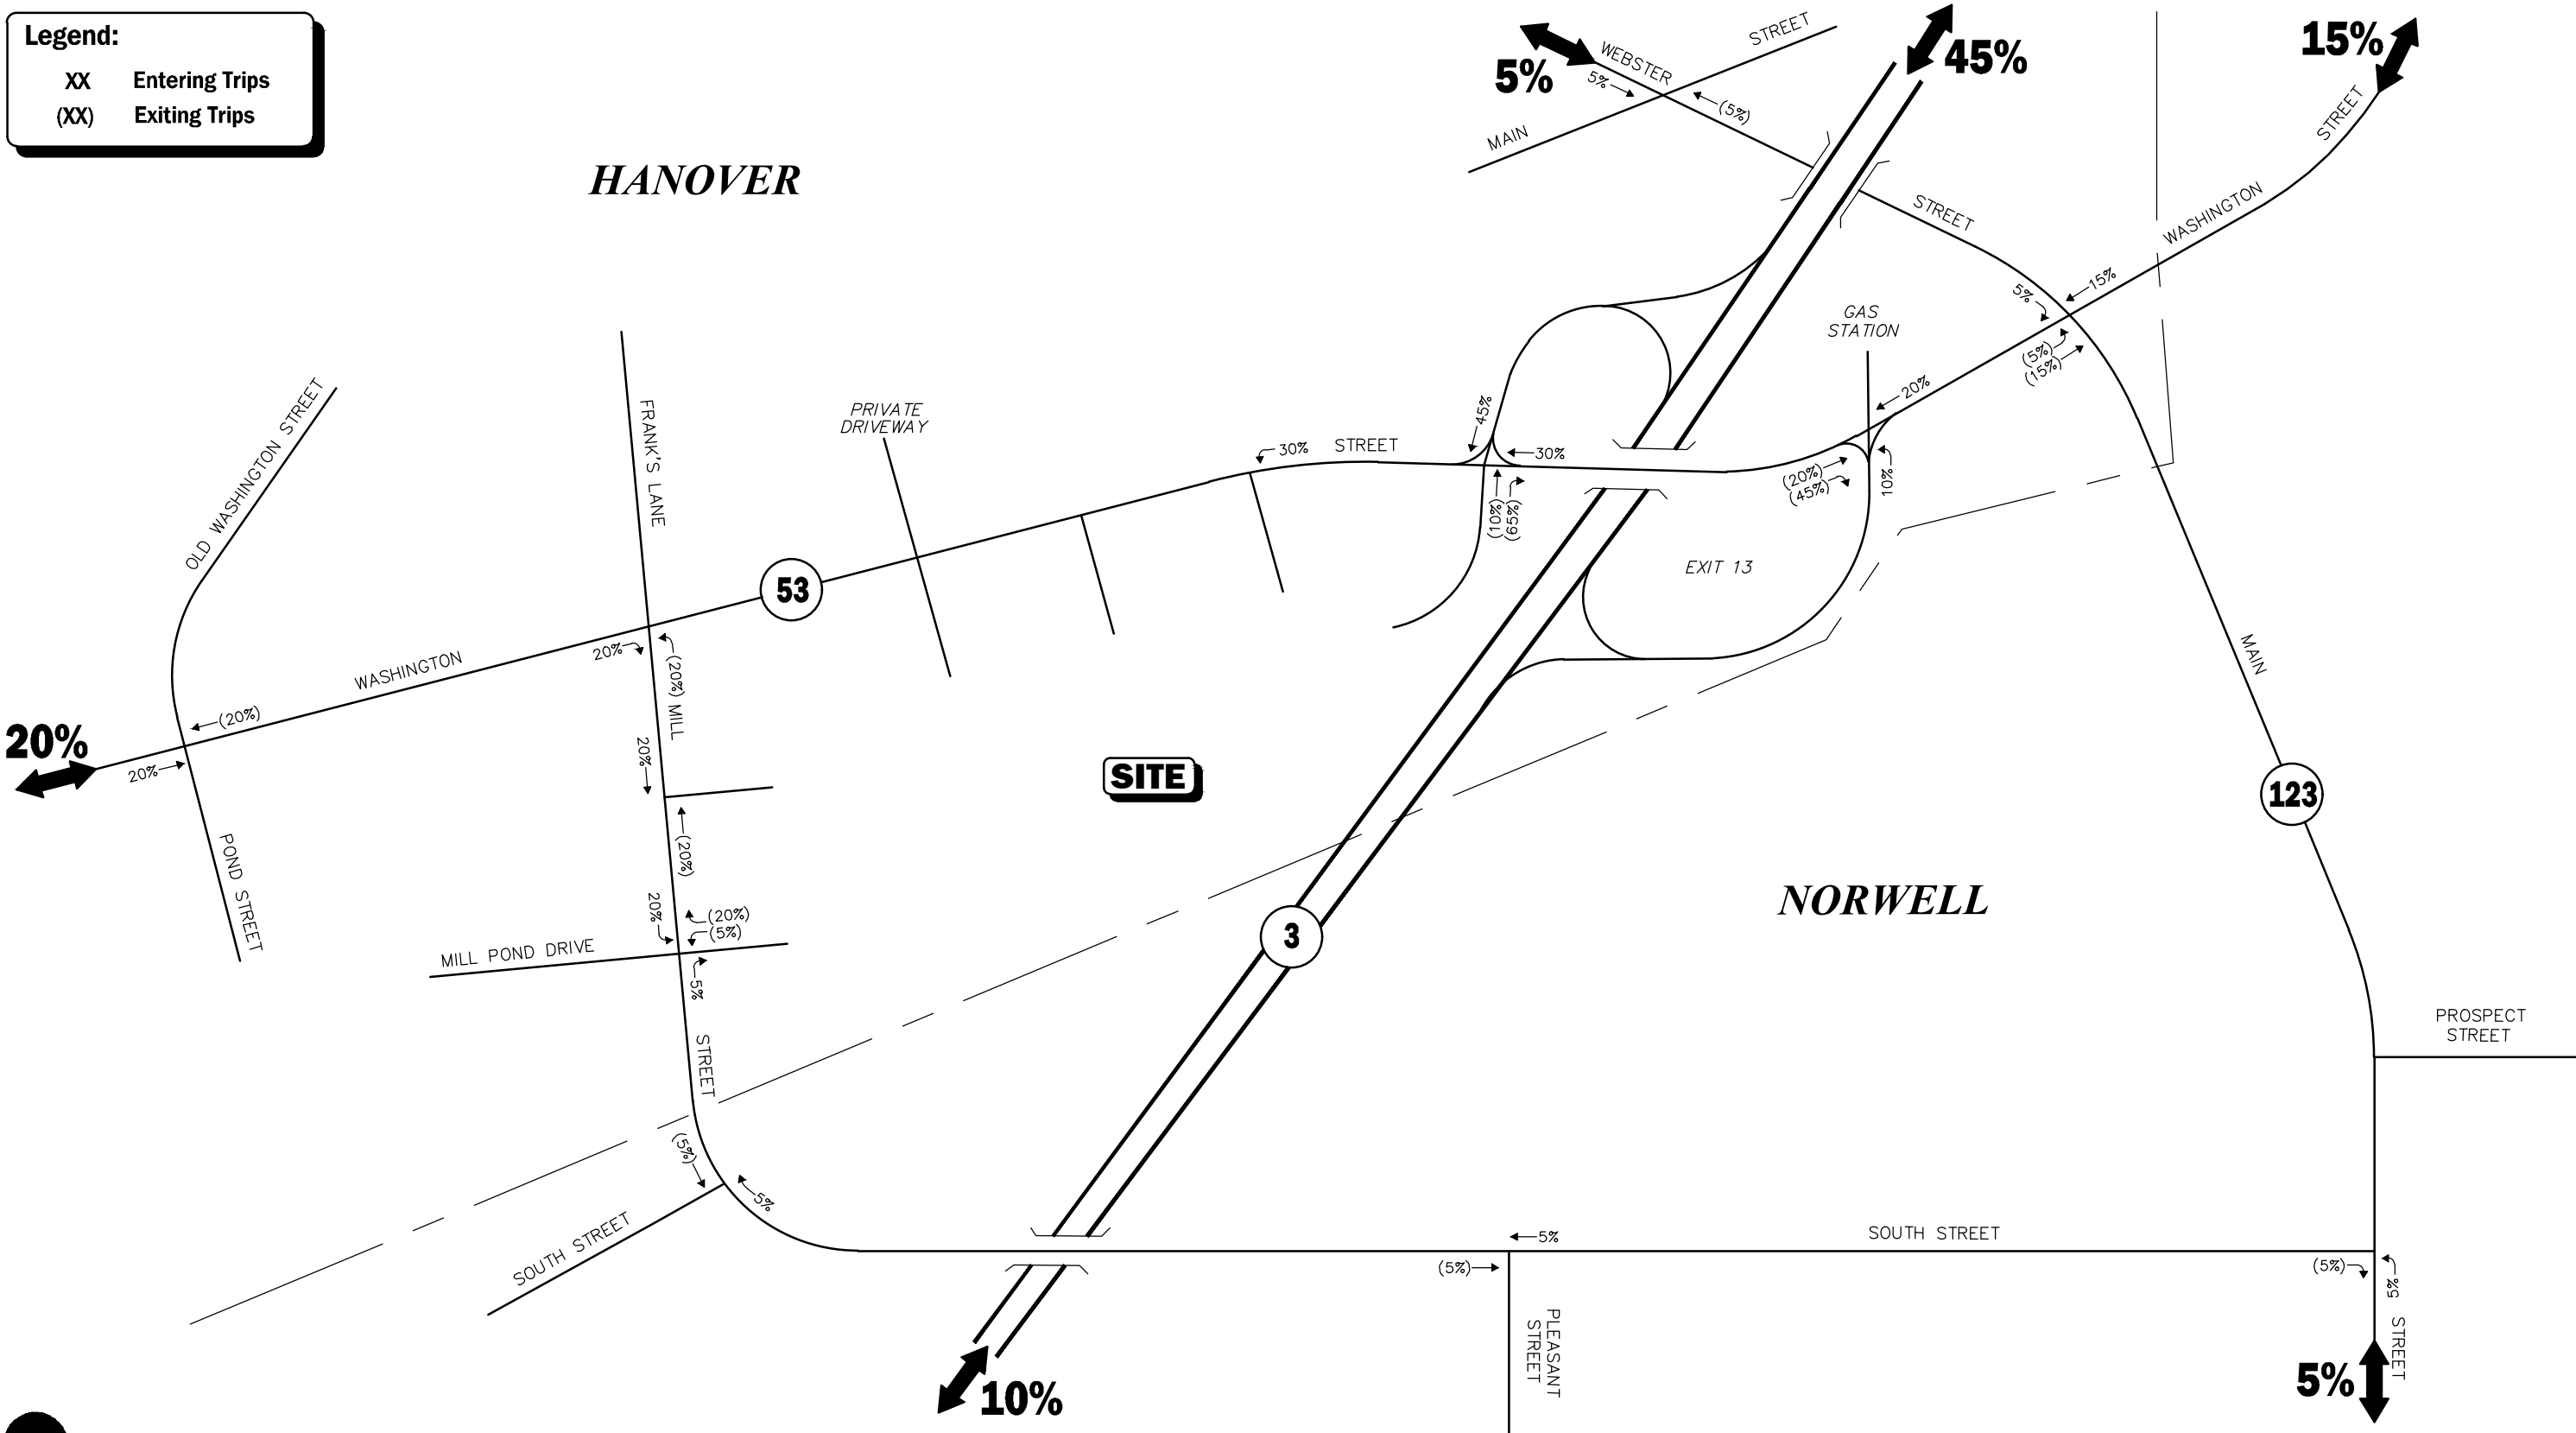 Legend:
XX Entering Trips
(XX) Exiting Trips
HANOVER
5%
WEBSTER
5%
(5%)
MAIN
STREET
45%
15%
STREET
STREET
WASHINGTON
15%
5%
(5%)
(15%)
GAS
STATION
20%
OLD WASHINGTON STREET
FRANK'S LANE
PRIVATE
DRIVEWAY
30%
STREET
45%
30%
(10%)
(65%)
(20%)
(45%)
10%
EXIT 13
53
20%
(20%)
MILL
WASHINGTON
(20%)
20%
20%
20%
POND STREET
SITE
(20%)
20%
(20%)
(5%)
MILL POND DRIVE
5%
STREET
3
NORWELL
MAIN
123
PROSPECT
STREET
(5%)
5%
SOUTH STREET
5%
(5%)
SOUTH STREET
(5%)
5%
PLEASANT
STREET
STREET
10%
5%